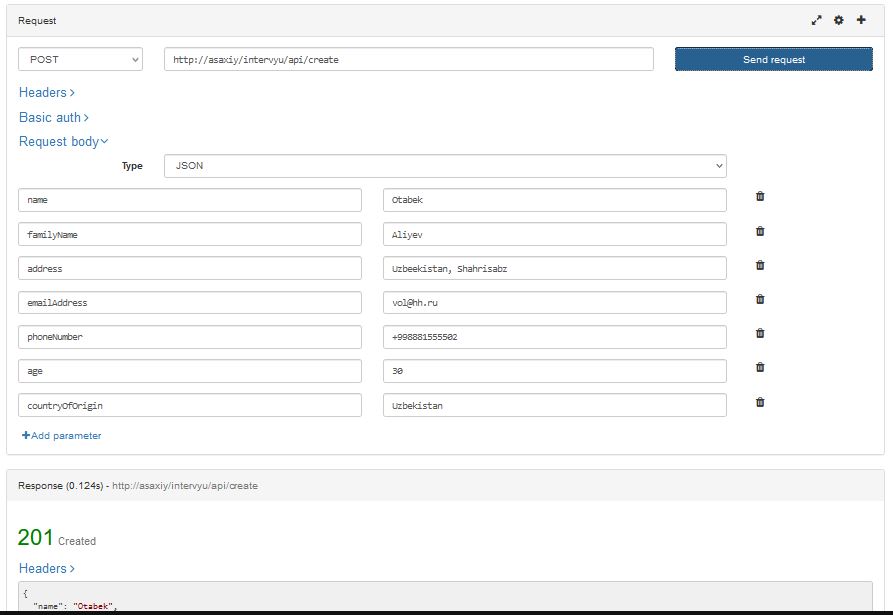 Request
POST http://asaxiy/intervyu/api/create Send request
Headers
Basic auth
Request body
Type JSON
name Otabek
familyName Aliyev
address Uzbeekistan, Shahrisabz
emailAddress vol@hh.ru
phoneNumber +998881555502
age 30
countryOfOrigin Uzbekistan
Add parameter
Response (0.124s) - http://asaxiy/intervyu/api/create
201 Created
Headers
{
"name": "Otabek",